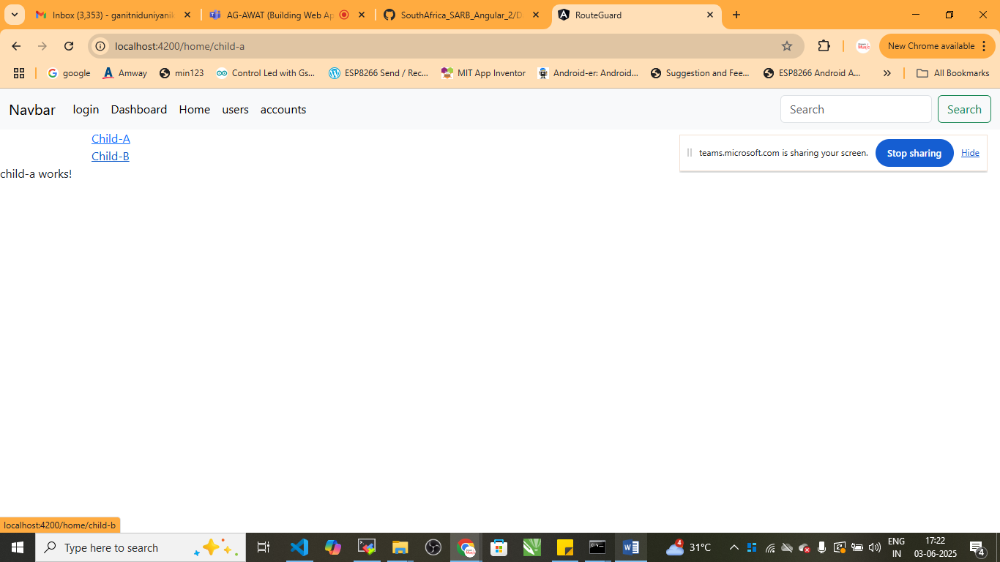 Inbox (3,353) - ganitniduniyanik
AG-AWAT (Building Web Ap
SouthAfrica_SARB_Angular_2/D
RouteGuard
localhost:4200/home/child-a
New Chrome available
google
Amway
min123
Control Led with Gs...
ESP8266 Send / Rec...
MIT App Inventor
Android-er: Android...
Suggestion and Fee...
ESP8266 Android A...
All Bookmarks
Navbar login Dashboard Home users accounts
Search
Search
Child-A
Child-B
child-a works!
teams.microsoft.com is sharing your screen. Stop sharing Hide
localhost:4200/home/child-b
Type here to search
4
31°C
ENG
IN
17:22
03-06-2025
4